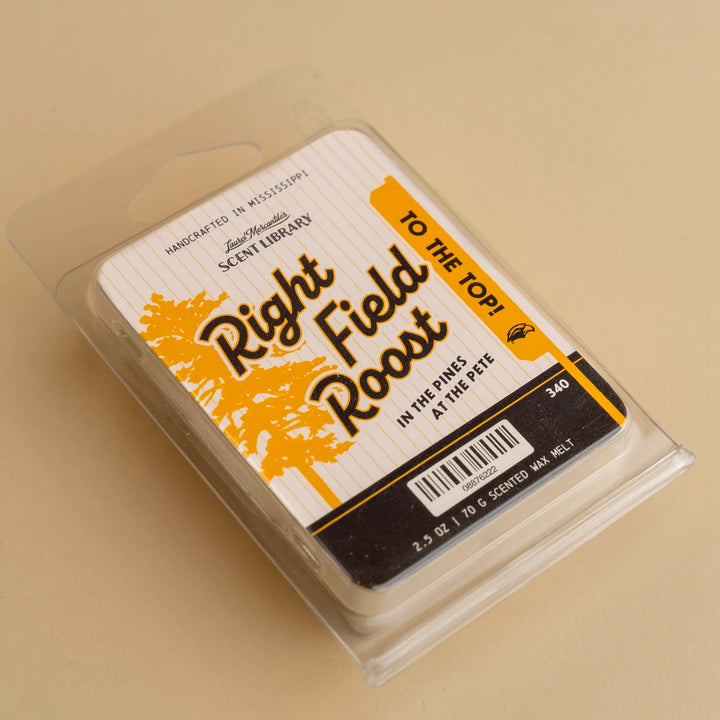 HANDCRAFTED IN MISSISSIPPI
Laurel Mercantile's
SCENT LIBRARY
Right
Field
Roost
IN THE PINES
AT THE PETE
TO THE TOP!
340
08876222
2.5 OZ | 70 G SCENTED WAX MELT